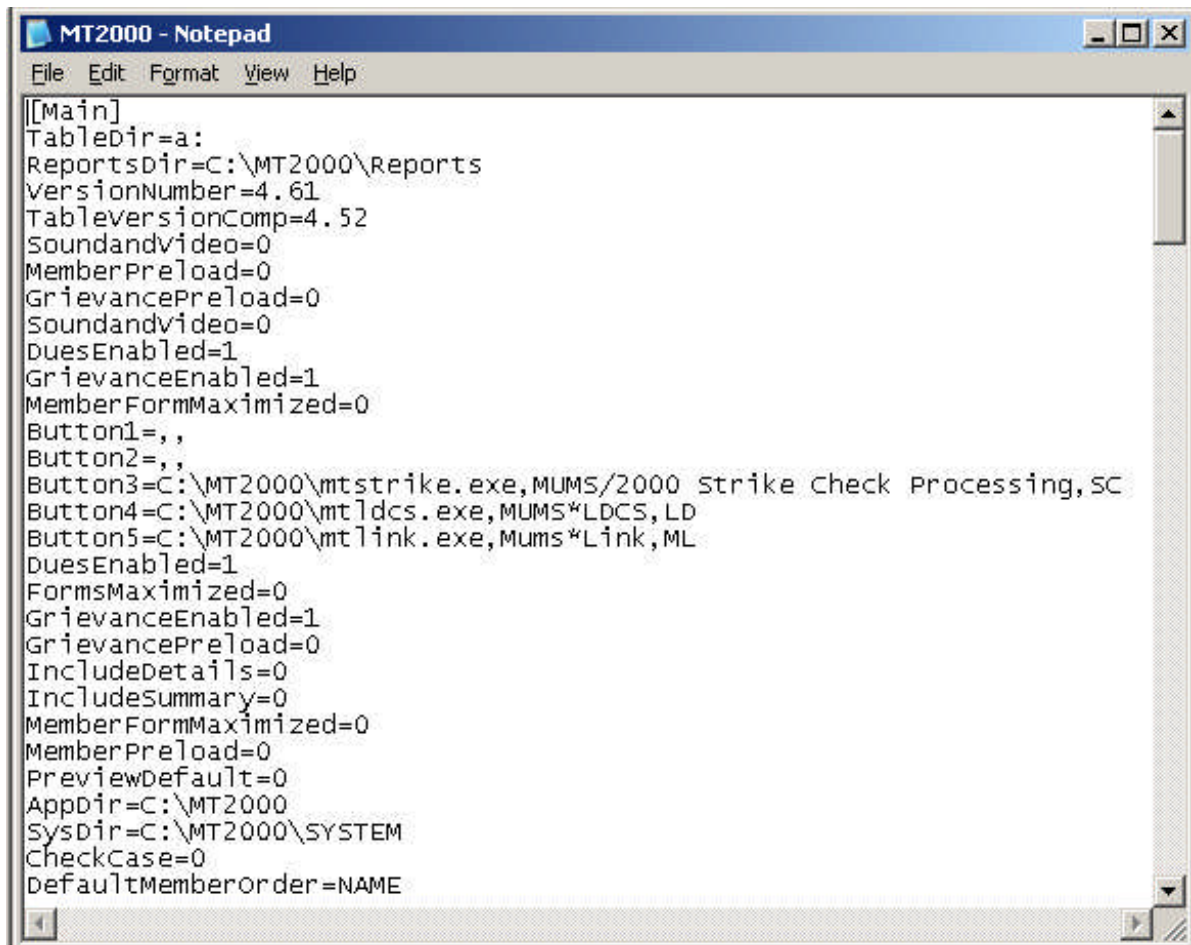 MT2000 - Notepad
File Edit Format View Help
[Main]
TableDir=a:
ReportsDir=C:\MT2000\Reports
VersionNumber=4.61
TableVersionComp=4.52
SoundandVideo=0
MemberPreload=0
GrievancePreload=0
SoundandVideo=0
DuesEnabled=1
GrievanceEnabled=1
MemberFormMaximized=0
Button1=,,
Button2=,,
Button3=C:\MT2000\mtstrike.exe,MUMS/2000 Strike Check Processing,SC
Button4=C:\MT2000\mtldcs.exe,MUMS*LDCS,LD
Button5=C:\MT2000\mtlink.exe,Mums*Link,ML
DuesEnabled=1
FormsMaximized=0
GrievanceEnabled=1
GrievancePreload=0
IncludeDetails=0
IncludeSummary=0
MemberFormMaximized=0
MemberPreload=0
PreviewDefault=0
AppDir=C:\MT2000
SysDir=C:\MT2000\SYSTEM
CheckCase=0
DefaultMemberOrder=NAME